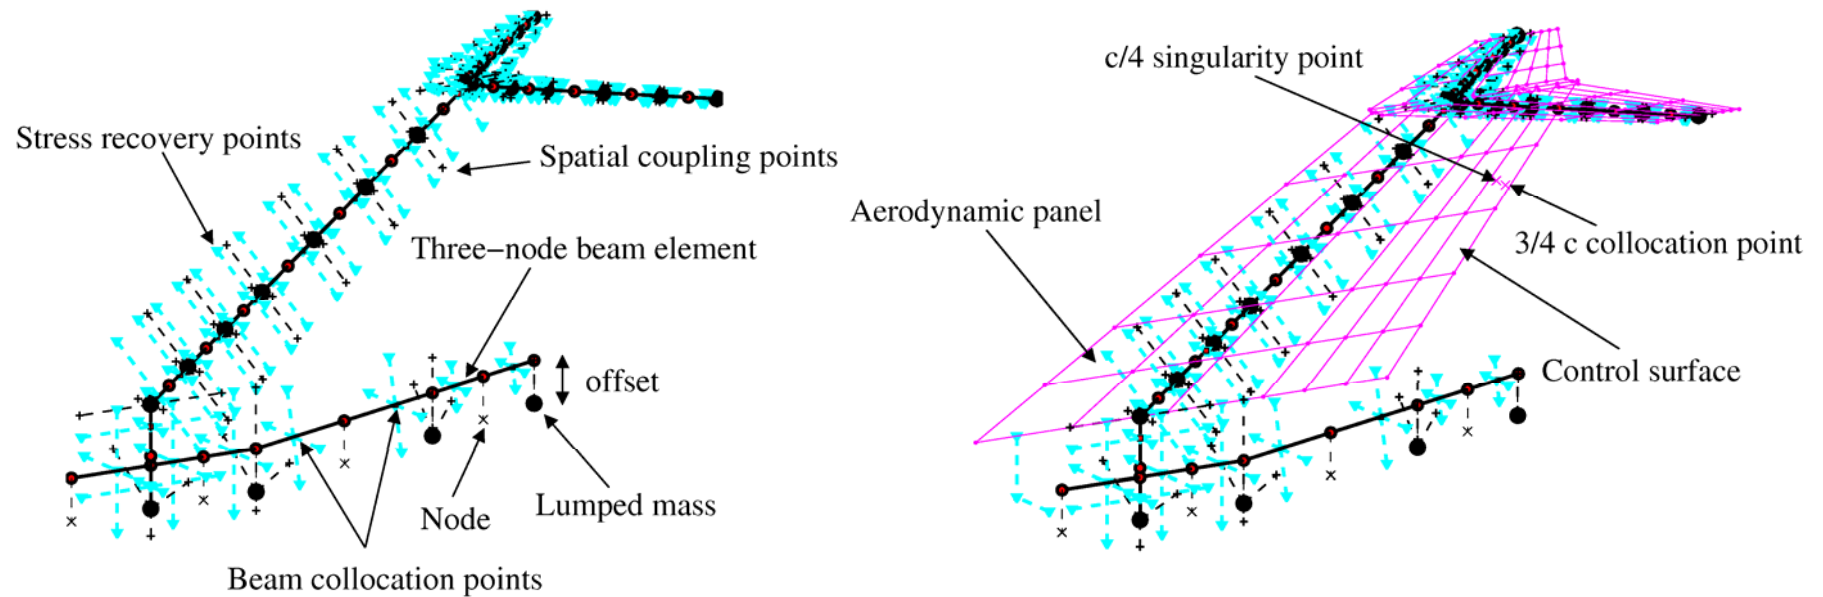 Stress recovery points
Spatial coupling points
Three−node beam element
offset
Node
Lumped mass
Beam collocation points
c/4 singularity point
Aerodynamic panel
3/4 c collocation point
Control surface